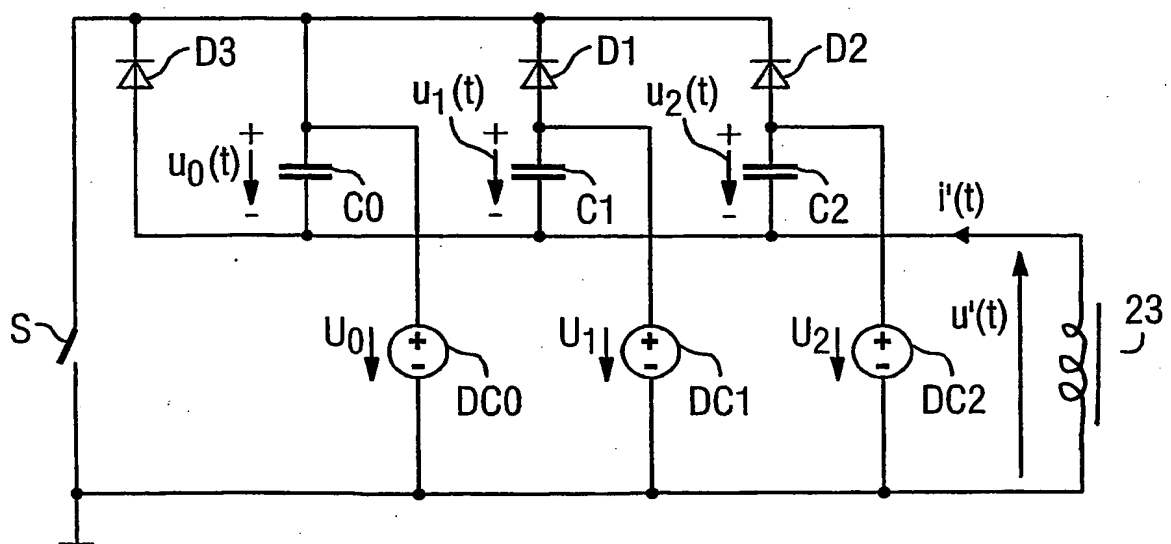 D3
D1
D2
u₁(t)
u₂(t)
+
+
+
u₀(t)
-
-
-
C0
C1
C2
i'(t)
S
U₀
U₁
U₂
u'(t)
23
+
-
+
-
+
-
DC0
DC1
DC2